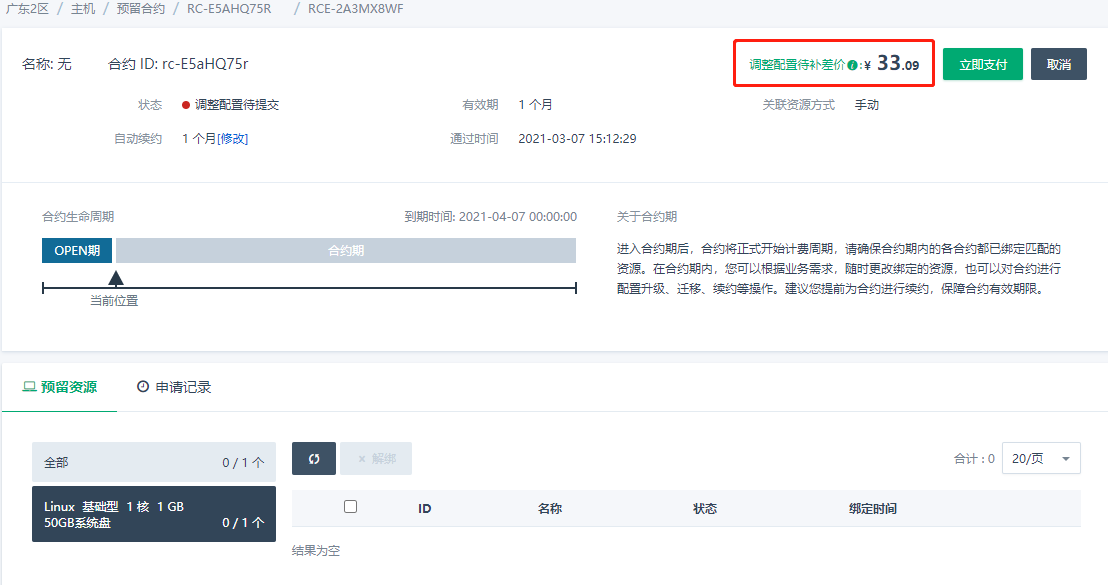 广东2区 / 主机 / 预留合约 / RC-E5AHQ75R / RCE-2A3MX8WF
名称: 无 合约 ID: rc-E5aHQ75r 调整配置待补差价 i : ¥ 33.09 立即支付 取消
状态 调整配置待提交 有效期 1 个月 关联资源方式 手动
自动续约 1 个月[修改] 通过时间 2021-03-07 15:12:29
合约生命周期 到期时间: 2021-04-07 00:00:00 关于合约期
OPEN期 合约期
当前位置
进入合约期后，合约将正式开始计费周期，请确保合约期内的各合约都已绑定匹配的
资源。在合约期内，您可以根据业务需求，随时更改绑定的资源，也可以对合约进行
配置升级、迁移、续约等操作。建议您提前为合约进行续约，保障合约有效期限。
预留资源 申请记录
全部 0 / 1 个
Linux 基础型 1 核 1 GB
50GB系统盘 0 / 1 个
× 解绑 合计 : 0 20/页
ID 名称 状态 绑定时间
结果为空